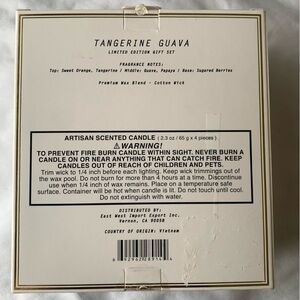 TANGERINE GUAVA
LIMITED EDITION GIFT SET
FRAGRANCE NOTES:
Top: Sweet Orange, Tangerine / Middle: Guava, Papaya / Base: Sugared Berries
Premium Wax Blend - Cotton Wick
ARTISAN SCENTED CANDLE ( 2.3 oz / 65 g x 4 pieces )
⚠WARNING!
TO PREVENT FIRE BURN CANDLE WITHIN SIGHT. NEVER BURN A
CANDLE ON OR NEAR ANYTHING THAT CAN CATCH FIRE. KEEP
CANDLES OUT OF REACH OF CHILDREN AND PETS.
Trim wick to 1/4 inch before each lighting. Keep wick trimmings out of
the wax pool. Do not burn for more than 4 hours at a time. Discontinue
use when 1/4 inch of wax remains. Place on a temperature safe
surface. Container will be hot when candle is lit. Do not touch until cool.
Do not extinguish with water.
DISTRIBUTED BY:
East West Import Export Inc.
Vernon, CA 90058
COUNTRY OF ORIGIN: Vietnam